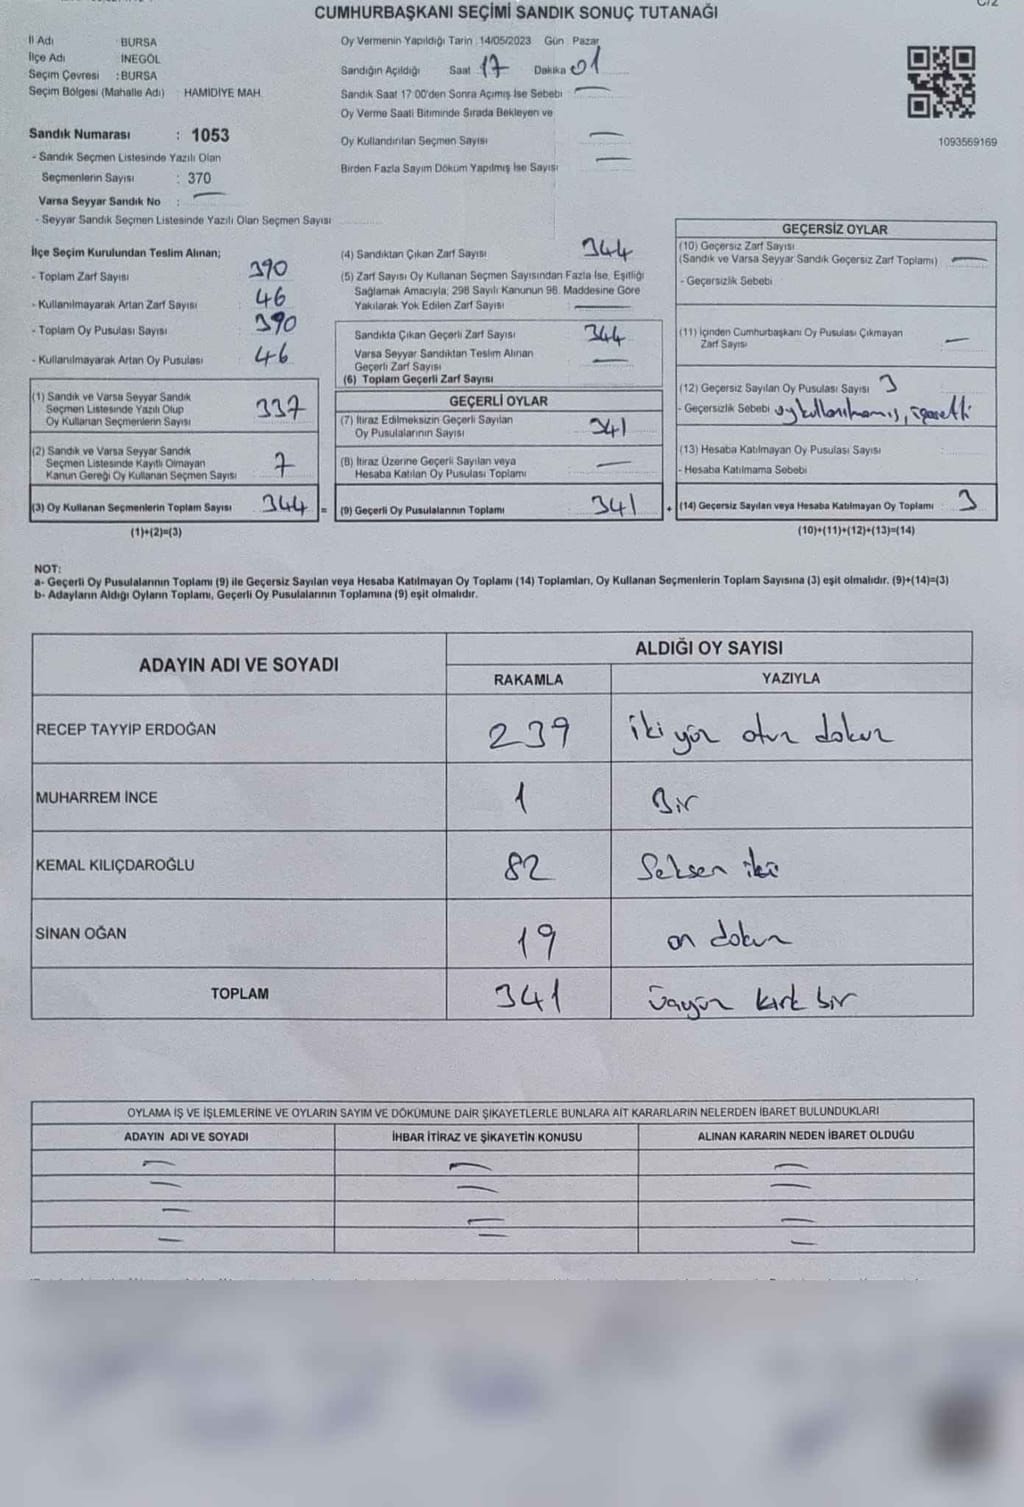 CUMHURBAŞKANI SEÇİMİ SANDIK SONUÇ TUTANAĞI
İl Adı BURSA
İlçe Adı İNEGÖL
Seçim Çevresi : BURSA
Seçim Bölgesi (Mahalle Adı) HAMİDİYE MAH.
Sandık Numarası : 1053
- Sandık Seçmen Listesinde Yazılı Olan
Seçmenlerin Sayısı : 370
Varsa Seyyar Sandık No : —
- Seyyar Sandık Seçmen Listesinde Yazılı Olan Seçmen Sayısı
Oy Vermenin Yapıldığı Tarih 14/05/2023 Gün Pazar
Sandığın Açıldığı Saat 17 Dakika 01
Sandık Saat 17:00'den Sonra Açımış İse Sebebi —
Oy Verme Saati Bitiminde Sırada Bekleyen ve
Oy Kullandırılan Seçmen Sayısı —
Birden Fazla Sayım Döküm Yapılmış İse Sayısı —
1093569169
İlçe Seçim Kurulundan Teslim Alınan;
- Toplam Zarf Sayısı 390
- Kullanılmayarak Artan Zarf Sayısı 46
- Toplam Oy Pusulası Sayısı 390
- Kullanılmayarak Artan Oy Pusulası 46
(1) Sandık ve Varsa Seyyar Sandık
Seçmen Listesinde Yazılı Olup
Oy Kullanan Seçmenlerin Sayısı 337
(2) Sandık ve Varsa Seyyar Sandık
Seçmen Listesinde Kayıtlı Olmayan
Kanun Gereği Oy Kullanan Seçmen Sayısı 7
(3) Oy Kullanan Seçmenlerin Toplam Sayısı 344 =
(1)+(2)=(3)
(4) Sandıktan Çıkan Zarf Sayısı 344
(5) Zarf Sayısı Oy Kullanan Seçmen Sayısından Fazla İse, Eşitliği
Sağlamak Amacıyla; 298 Sayılı Kanunun 98. Maddesine Göre
Yakılarak Yok Edilen Zarf Sayısı —
Sandıkta Çıkan Geçerli Zarf Sayısı 344
Varsa Seyyar Sandıktan Teslim Alınan
Geçerli Zarf Sayısı —
(6) Toplam Geçerli Zarf Sayısı
GEÇERLİ OYLAR
(7) İtiraz Edilmeksizin Geçerli Sayılan
Oy Pusulalarının Sayısı 341
(8) İtiraz Üzerine Geçerli Sayılan veya
Hesaba Katılan Oy Pusulası Toplamı —
(9) Geçerli Oy Pusulalarının Toplamı 341 +
GEÇERSİZ OYLAR
(10) Geçersiz Zarf Sayısı
(Sandık ve Varsa Seyyar Sandık Geçersiz Zarf Toplamı) —
- Geçersizlik Sebebi
(11) İçinden Cumhurbaşkanı Oy Pusulası Çıkmayan
Zarf Sayısı —
(12) Geçersiz Sayılan Oy Pusulası Sayısı 3
- Geçersizlik Sebebi oy kullanılmamış, işaretli
(13) Hesaba Katılmayan Oy Pusulası Sayısı
- Hesaba Katılmama Sebebi
(14) Geçersiz Sayılan veya Hesaba Katılmayan Oy Toplamı : 3
(10)+(11)+(12)+(13)=(14)
NOT:
a- Geçerli Oy Pusulalarının Toplamı (9) ile Geçersiz Sayılan veya Hesaba Katılmayan Oy Toplamı (14) Toplamları, Oy Kullanan Seçmenlerin Toplam Sayısına (3) eşit olmalıdır. (9)+(14)=(3)
b- Adayların Aldığı Oyların Toplamı, Geçerli Oy Pusulalarının Toplamına (9) eşit olmalıdır.
ADAYIN ADI VE SOYADI ALDIĞI OY SAYISI
RAKAMLA YAZIYLA
RECEP TAYYİP ERDOĞAN 239 iki yüz otuz dokuz
MUHARREM İNCE 1 Bir
KEMAL KILIÇDAROĞLU 82 Seksen iki
SİNAN OĞAN 19 on dokuz
TOPLAM 341 üçyüz kırk bir
OYLAMA İŞ VE İŞLEMLERİNE VE OYLARIN SAYIM VE DÖKÜMÜNE DAİR ŞİKAYETLERLE BUNLARA AİT KARARLARIN NELERDEN İBARET BULUNDUKLARI
ADAYIN ADI VE SOYADI İHBAR İTİRAZ VE ŞİKAYETİN KONUSU ALINAN KARARIN NEDEN İBARET OLDUĞU